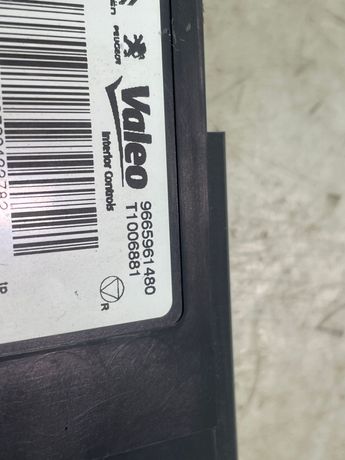 PEUGEOT
Valeo
Interior Controls
9665961480
T1006881
R